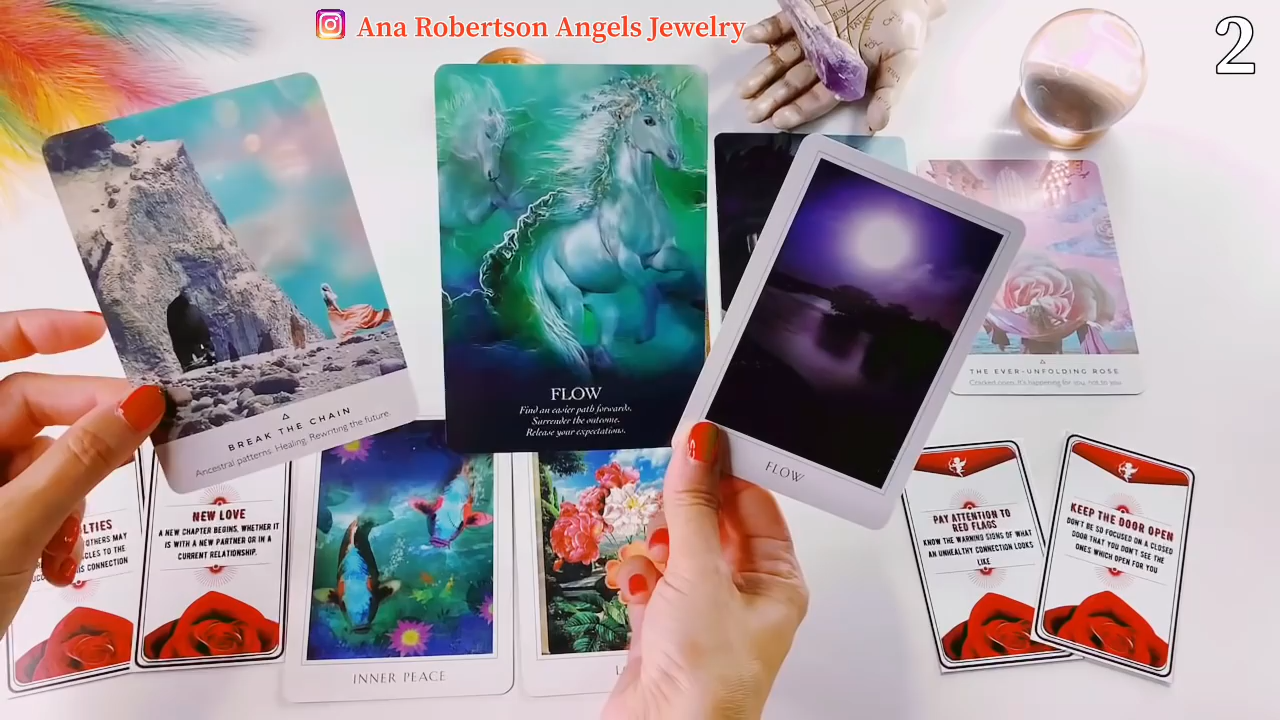 Ana Robertson Angels Jewelry
2
BREAK THE CHAIN
Ancestral patterns. Healing. Rewriting the future.
FLOW
Find an easier path forwards.
Surrender the outcome.
Release your expectations.
FLOW
THE EVER-UNFOLDING ROSE
Cracked open. It's happening for you, not to you.
NEW LOVE
A NEW CHAPTER BEGINS, WHETHER IT
IS WITH A NEW PARTNER OR IN A
CURRENT RELATIONSHIP.
OTHERS MAY
TO THE
CONNECTION
INNER PEACE
PAY ATTENTION TO
RED FLAGS
KNOW THE WARNING SIGNS OF WHAT
AN UNHEALTHY CONNECTION LOOKS
LIKE
KEEP THE DOOR OPEN
DON'T BE SO FOCUSED ON A CLOSED
DOOR THAT YOU DON'T SEE THE
ONES WHICH OPEN FOR YOU